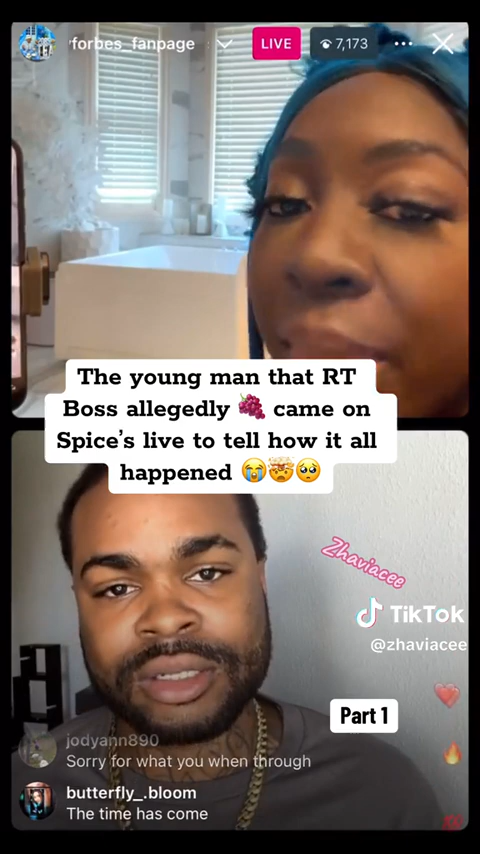 forbes_fanpage
LIVE
7,173
The young man that RT
Boss allegedly 🍇 came on
Spice's live to tell how it all
happened 😭🤯🥺
Zhaviacee
TikTok
@zhaviacee
Part 1
jodyann890
Sorry for what you when through
butterfly_.bloom
The time has come